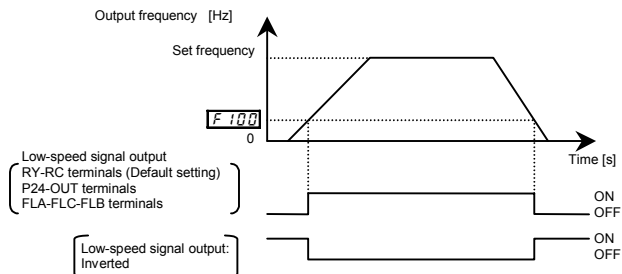 Output frequency [Hz]
Set frequency
F 100
0
Time [s]
Low-speed signal output
RY-RC terminals (Default setting)
P24-OUT terminals
FLA-FLC-FLB terminals
ON
OFF
Low-speed signal output:
Inverted
ON
OFF